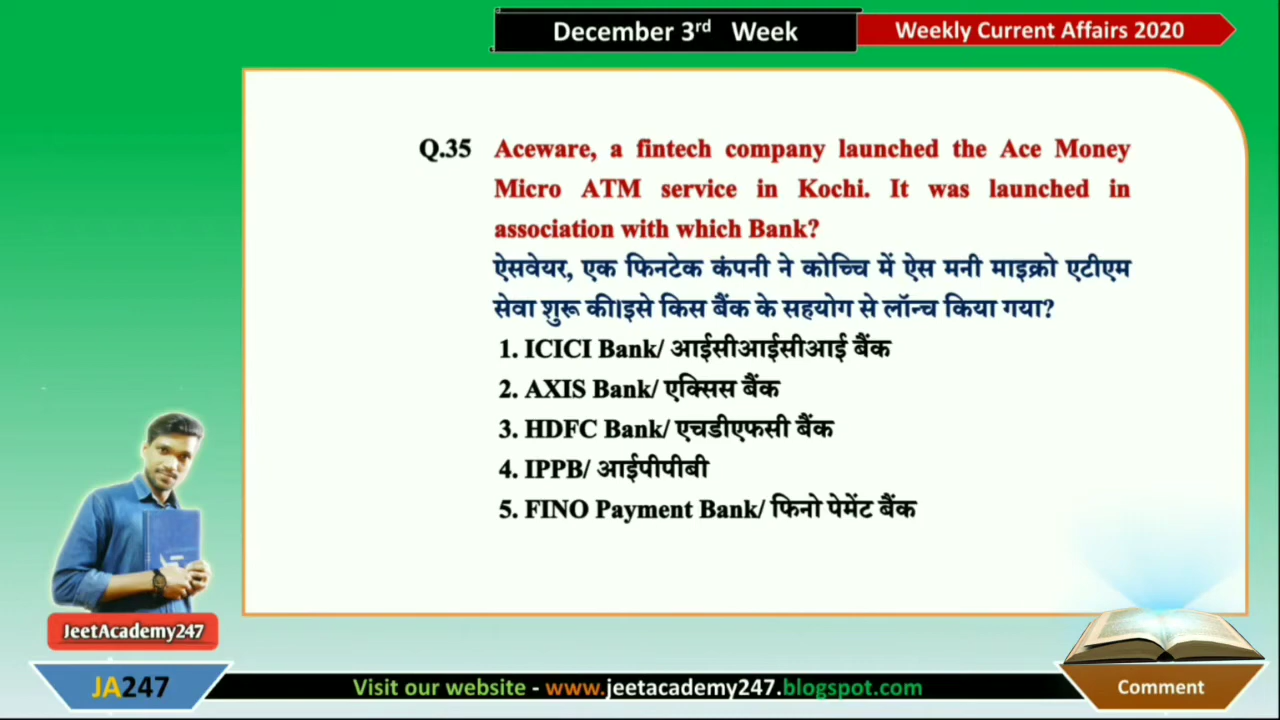 December 3rd Week
Weekly Current Affairs 2020
Q.35 Aceware, a fintech company launched the Ace Money
Micro ATM service in Kochi. It was launched in
association with which Bank?
ऐसवेयर, एक फिनटेक कंपनी ने कोच्चि में ऐस मनी माइक्रो एटीएम
सेवा शुरू की।इसे किस बैंक के सहयोग से लॉन्च किया गया?
1. ICICI Bank/ आईसीआईसीआई बैंक
2. AXIS Bank/ एक्सिस बैंक
3. HDFC Bank/ एचडीएफसी बैंक
4. IPPB/ आईपीपीबी
5. FINO Payment Bank/ फिनो पेमेंट बैंक
JeetAcademy247
JA247
Visit our website - www.jeetacademy247.blogspot.com
Comment